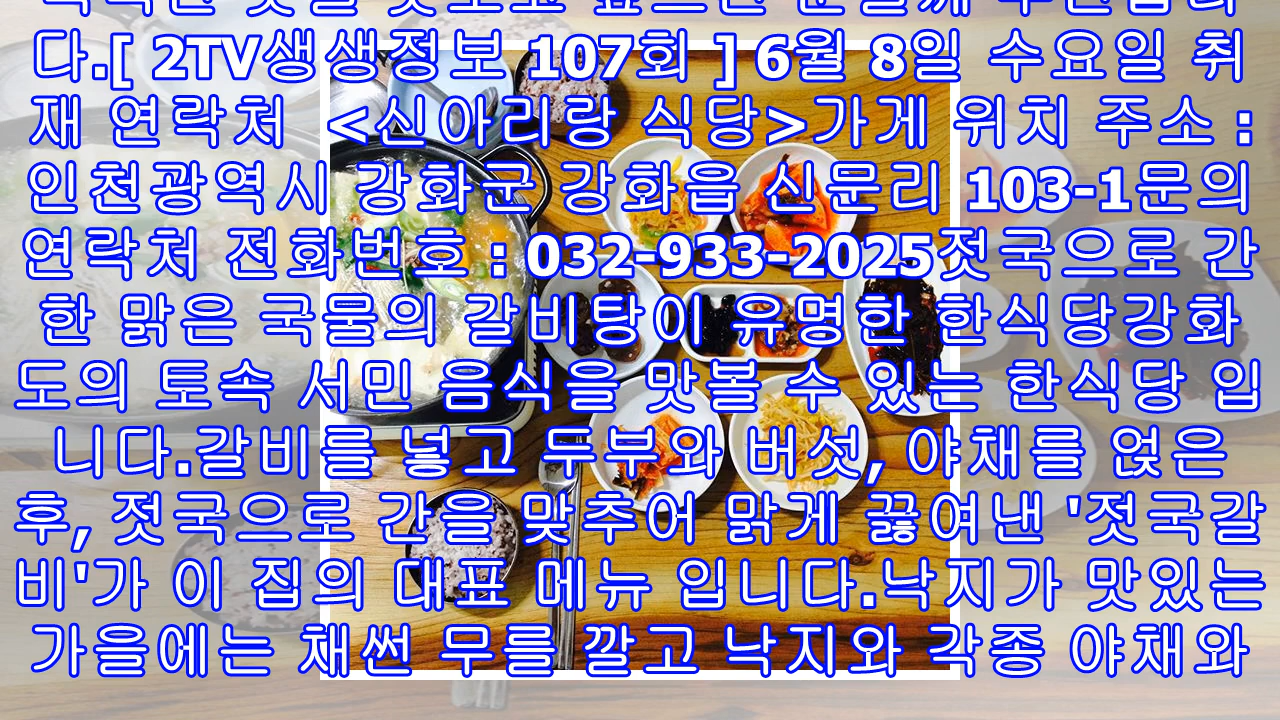 다.[ 2TV생생정보 107회 ] 6월 8일 수요일 취
재 연락처 <신아리랑 식당>가게 위치 주소 :
인천광역시 강화군 강화읍 신문리 103-1문의
연락처 전화번호 : 032-933-2025젓국으로 간
한 맑은 국물의 갈비탕이 유명한 한식당강화
도의 토속 서민 음식을 맛볼 수 있는 한식당 입
니다.갈비를 넣고 두부와 버섯, 야채를 얹은
후, 젓국으로 간을 맞추어 맑게 끓여낸 '젓국갈
비'가 이 집의 대표 메뉴 입니다.낙지가 맛있는
가을에는 채썬 무를 깔고 낙지와 각종 야채와